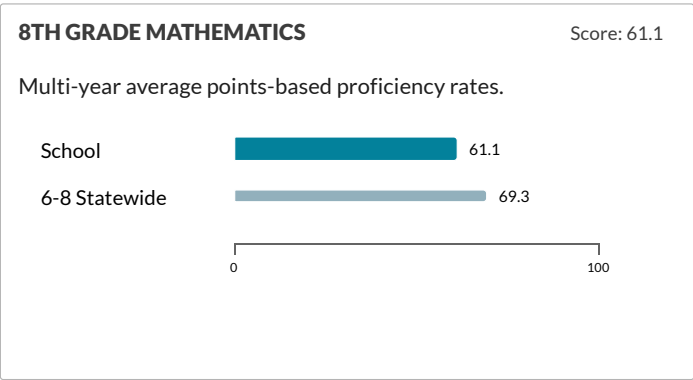 8TH GRADE MATHEMATICS
Score: 61.1
Multi-year average points-based proficiency rates.
School 61.1
6-8 Statewide 69.3
0 100